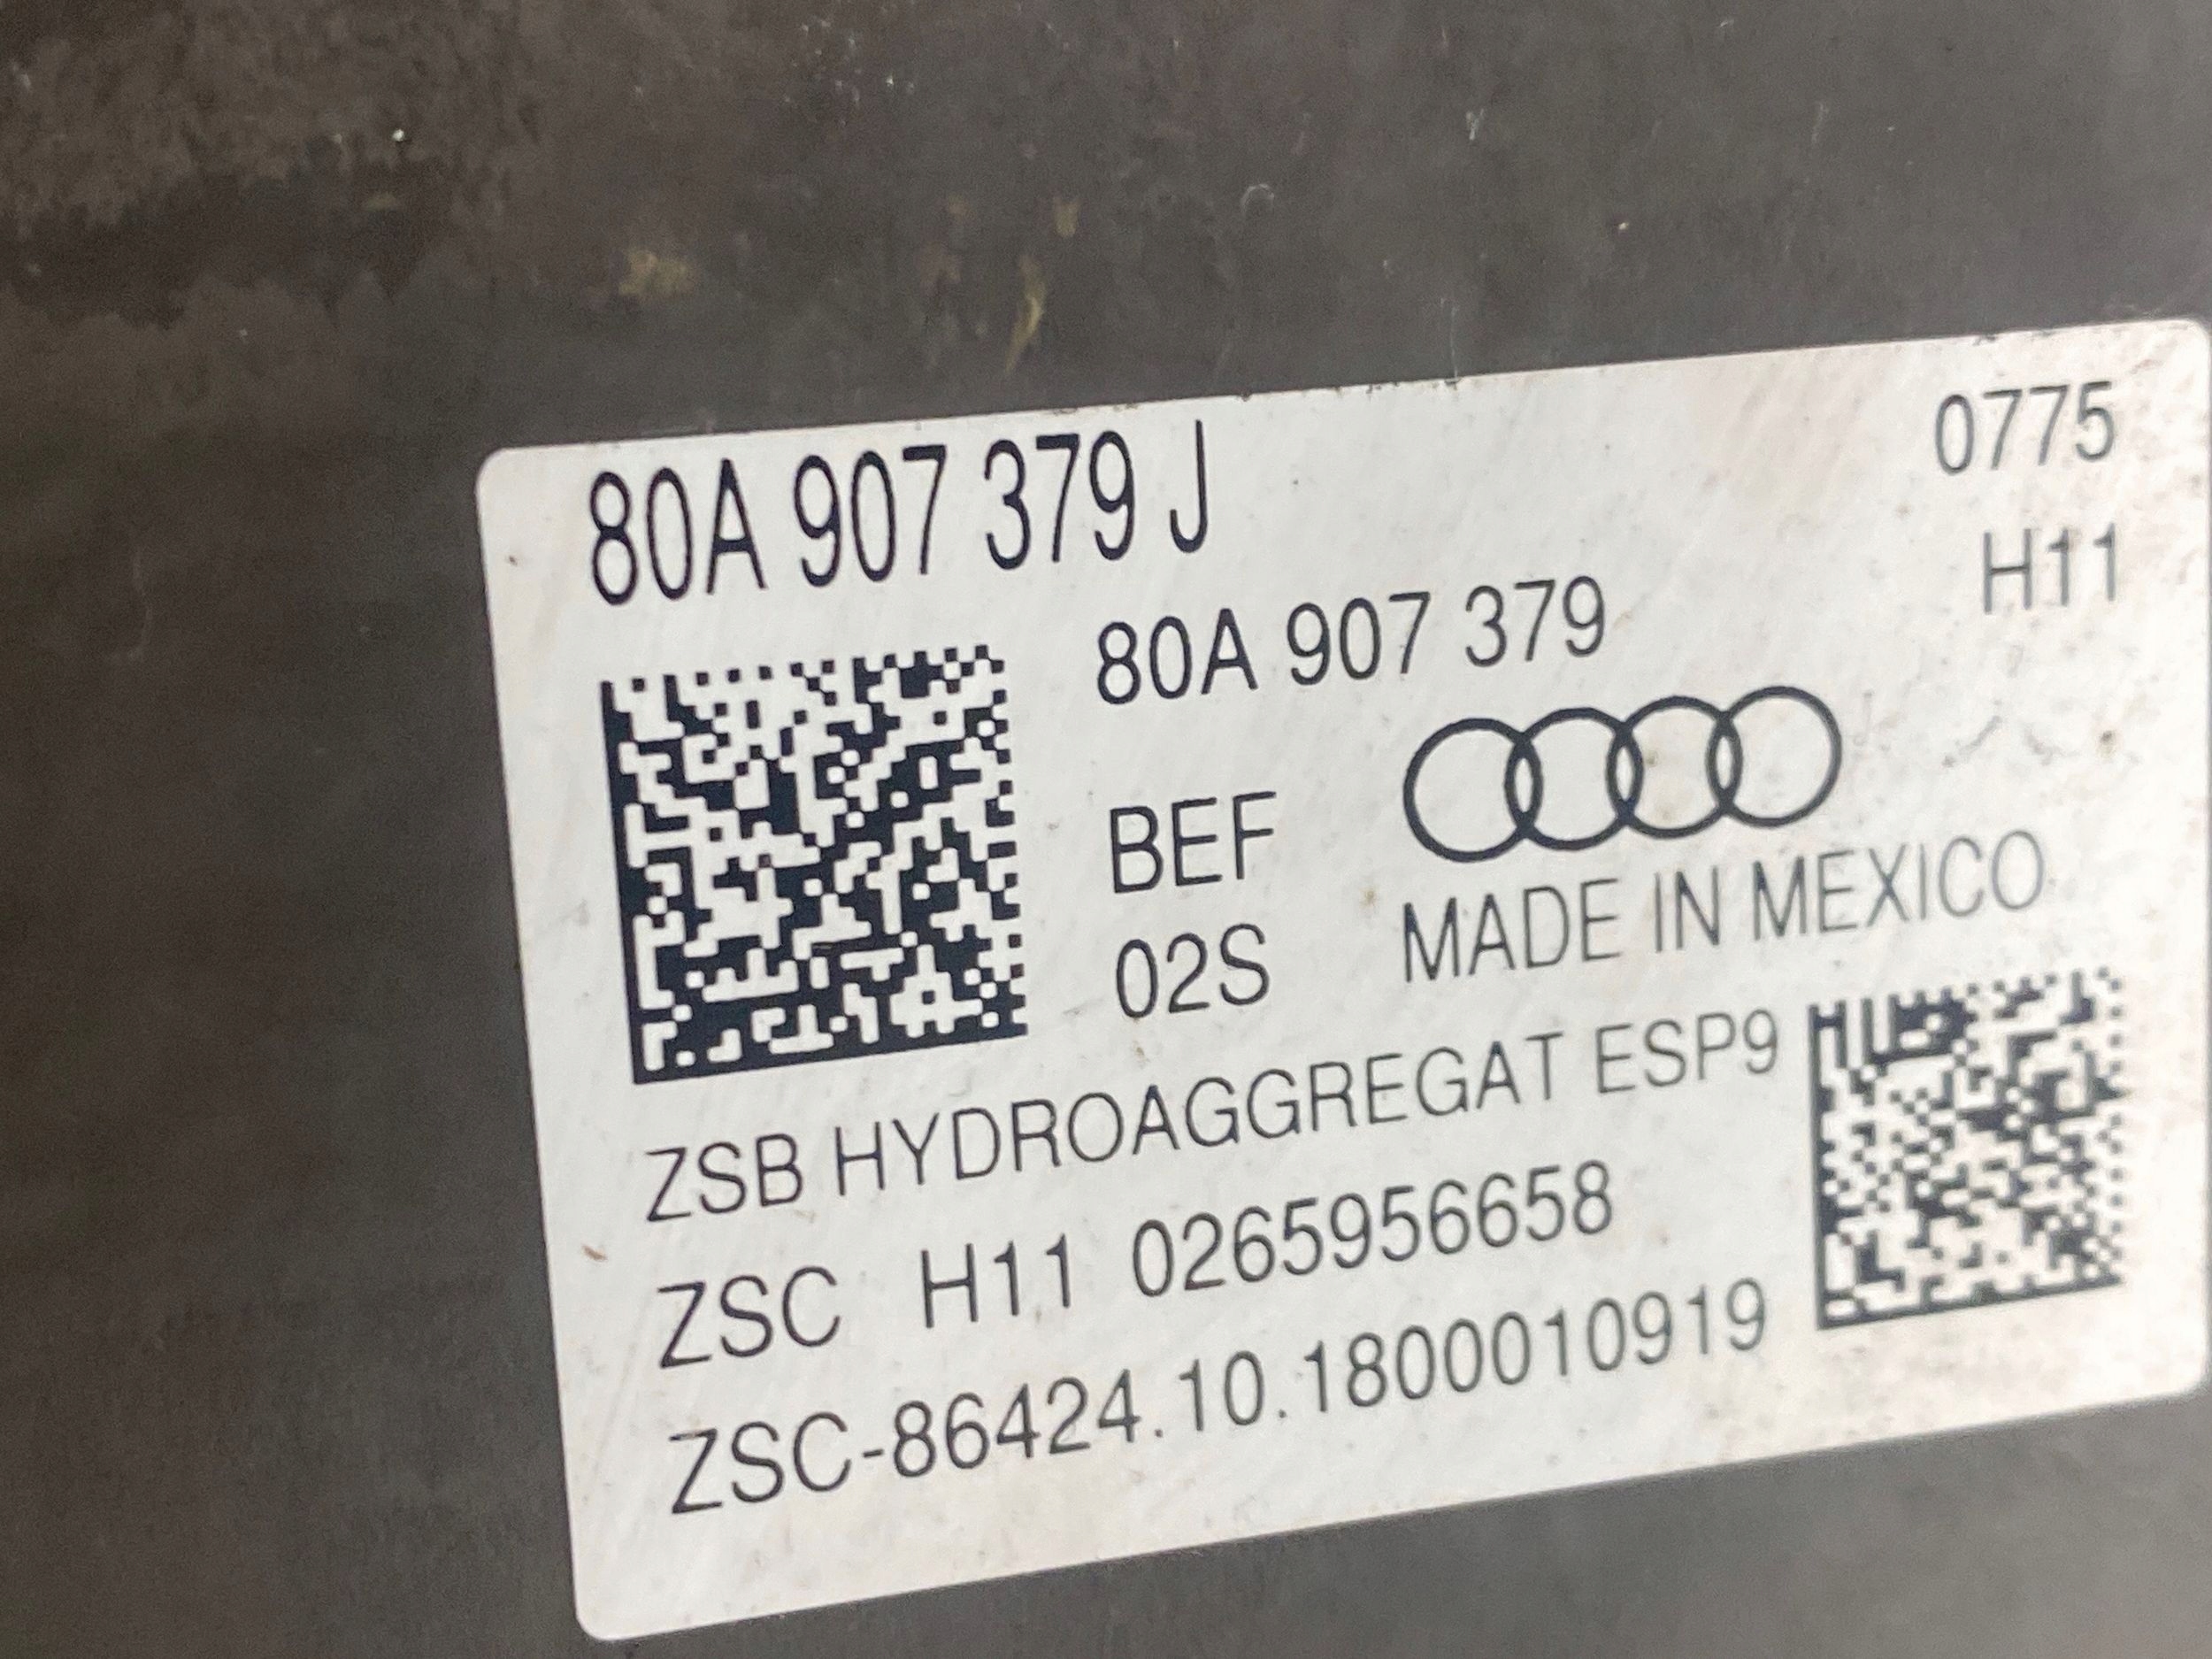 80A 907 379 J
0775
H11
80A 907 379
BEF
02S
MADE IN MEXICO
ZSB HYDROAGGREGAT ESP9
ZSC H11 0265956658
ZSC-86424.10.1800010919